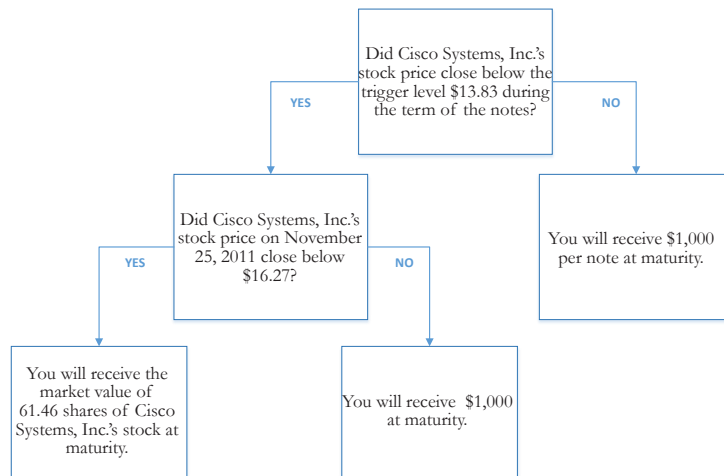 Did Cisco Systems, Inc.'s
stock price close below the
trigger level $13.83 during
the term of the notes?
YES
NO
Did Cisco Systems, Inc.'s
stock price on November
25, 2011 close below
$16.27?
You will receive $1,000
per note at maturity.
YES
NO
You will receive the
market value of
61.46 shares of Cisco
Systems, Inc.'s stock at
maturity.
You will receive $1,000
at maturity.